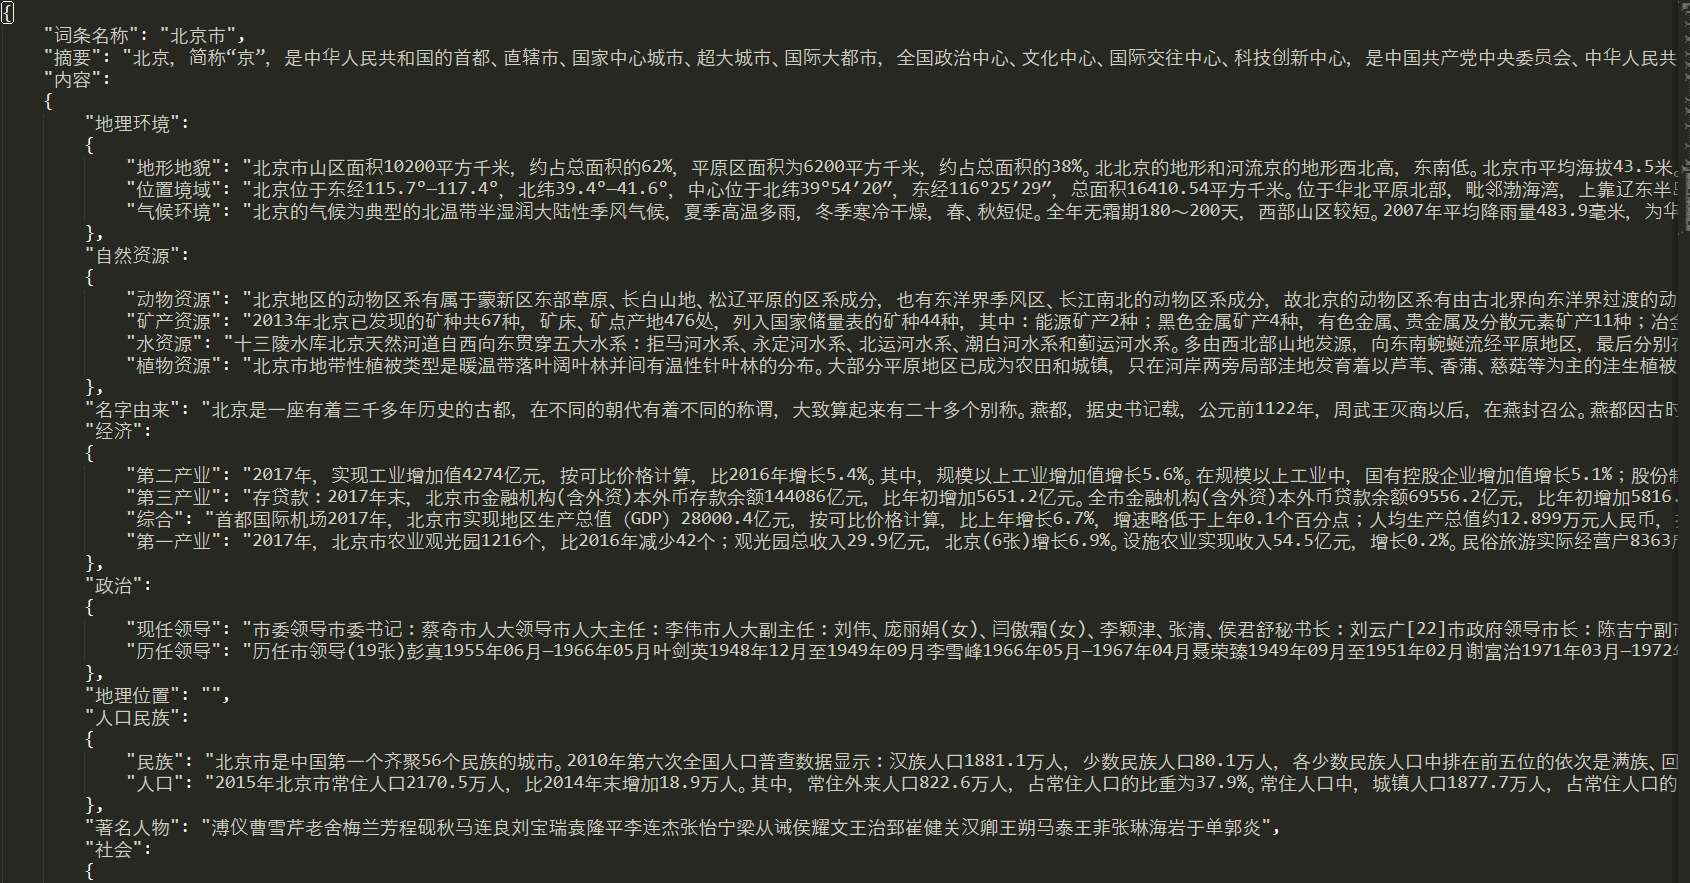 {
"词条名称": "北京市",
"摘要": "北京，简称“京”，是中华人民共和国的首都、直辖市、国家中心城市、超大城市、国际大都市，全国政治中心、文化中心、国际交往中心、科技创新中心，是中国共产党中央委员会、中华人民共
"内容":
{
"地理环境":
{
"地形地貌": "北京市山区面积10200平方千米，约占总面积的62%，平原区面积为6200平方千米，约占总面积的38%。北北京的地形和河流京的地形西北高，东南低。北京市平均海拔43.5米。
"位置境域": "北京位于东经115.7°—117.4°，北纬39.4°—41.6°，中心位于北纬39°54′20″，东经116°25′29″，总面积16410.54平方千米。位于华北平原北部，毗邻渤海湾，上靠辽东半
"气候环境": "北京的气候为典型的北温带半湿润大陆性季风气候，夏季高温多雨，冬季寒冷干燥，春、秋短促。全年无霜期180～200天，西部山区较短。2007年平均降雨量483.9毫米，为华
},
"自然资源":
{
"动物资源": "北京地区的动物区系有属于蒙新区东部草原、长白山地、松辽平原的区系成分，也有东洋界季风区、长江南北的动物区系成分，故北京的动物区系有由古北界向东洋界过渡的动
"矿产资源": "2013年北京已发现的矿种共67种，矿床、矿点产地476处，列入国家储量表的矿种44种，其中：能源矿产2种；黑色金属矿产4种，有色金属、贵金属及分散元素矿产11种；冶金
"水资源": "十三陵水库北京天然河道自西向东贯穿五大水系：拒马河水系、永定河水系、北运河水系、潮白河水系和蓟运河水系。多由西北部山地发源，向东南蜿蜒流经平原地区，最后分别在
"植物资源": "北京市地带性植被类型是暖温带落叶阔叶林并间有温性针叶林的分布。大部分平原地区已成为农田和城镇，只在河岸两旁局部洼地发育着以芦苇、香蒲、慈菇等为主的洼生植被
},
"名字由来": "北京是一座有着三千多年历史的古都，在不同的朝代有着不同的称谓，大致算起来有二十多个别称。燕都，据史书记载，公元前1122年，周武王灭商以后，在燕封召公。燕都因古时
"经济":
{
"第二产业": "2017年，实现工业增加值4274亿元，按可比价格计算，比2016年增长5.4%。其中，规模以上工业增加值增长5.6%。在规模以上工业中，国有控股企业增加值增长5.1%；股份制
"第三产业": "存贷款：2017年末，北京市金融机构(含外资)本外币存款余额144086亿元，比年初增加5651.2亿元。全市金融机构(含外资)本外币贷款余额69556.2亿元，比年初增加5816.
"综合": "首都国际机场2017年，北京市实现地区生产总值（GDP）28000.4亿元，按可比价格计算，比上年增长6.7%，增速略低于上年0.1个百分点；人均生产总值约12.899万元人民币，
"第一产业": "2017年，北京市农业观光园1216个，比2016年减少42个；观光园总收入29.9亿元，北京(6张)增长6.9%。设施农业实现收入54.5亿元，增长0.2%。民俗旅游实际经营户8363户
},
"政治":
{
"现任领导": "市委领导市委书记：蔡奇市人大领导市人大主任：李伟市人大副主任：刘伟、庞丽娟(女)、闫傲霜(女)、李颖津、张清、侯君舒秘书长：刘云广[22]市政府领导市长：陈吉宁副市
"历任领导": "历任市领导(19张)彭真1955年06月—1966年05月叶剑英1948年12月至1949年09月李雪峰1966年05月—1967年04月聂荣臻1949年09月至1951年02月谢富治1971年03月—1972年
},
"地理位置": "",
"人口民族":
{
"民族": "北京市是中国第一个齐聚56个民族的城市。2010年第六次全国人口普查数据显示：汉族人口1881.1万人，少数民族人口80.1万人，各少数民族人口中排在前五位的依次是满族、回
"人口": "2015年北京市常住人口2170.5万人，比2014年末增加18.9万人。其中，常住外来人口822.6万人，占常住人口的比重为37.9%。常住人口中，城镇人口1877.7万人，占常住人口的
},
"著名人物": "溥仪曹雪芹老舍梅兰芳程砚秋马连良刘宝瑞袁隆平李连杰张怡宁梁从诫侯耀文王治郅崔健关汉卿王朔马泰王菲张琳海岩于单郭炎",
"社会":
{